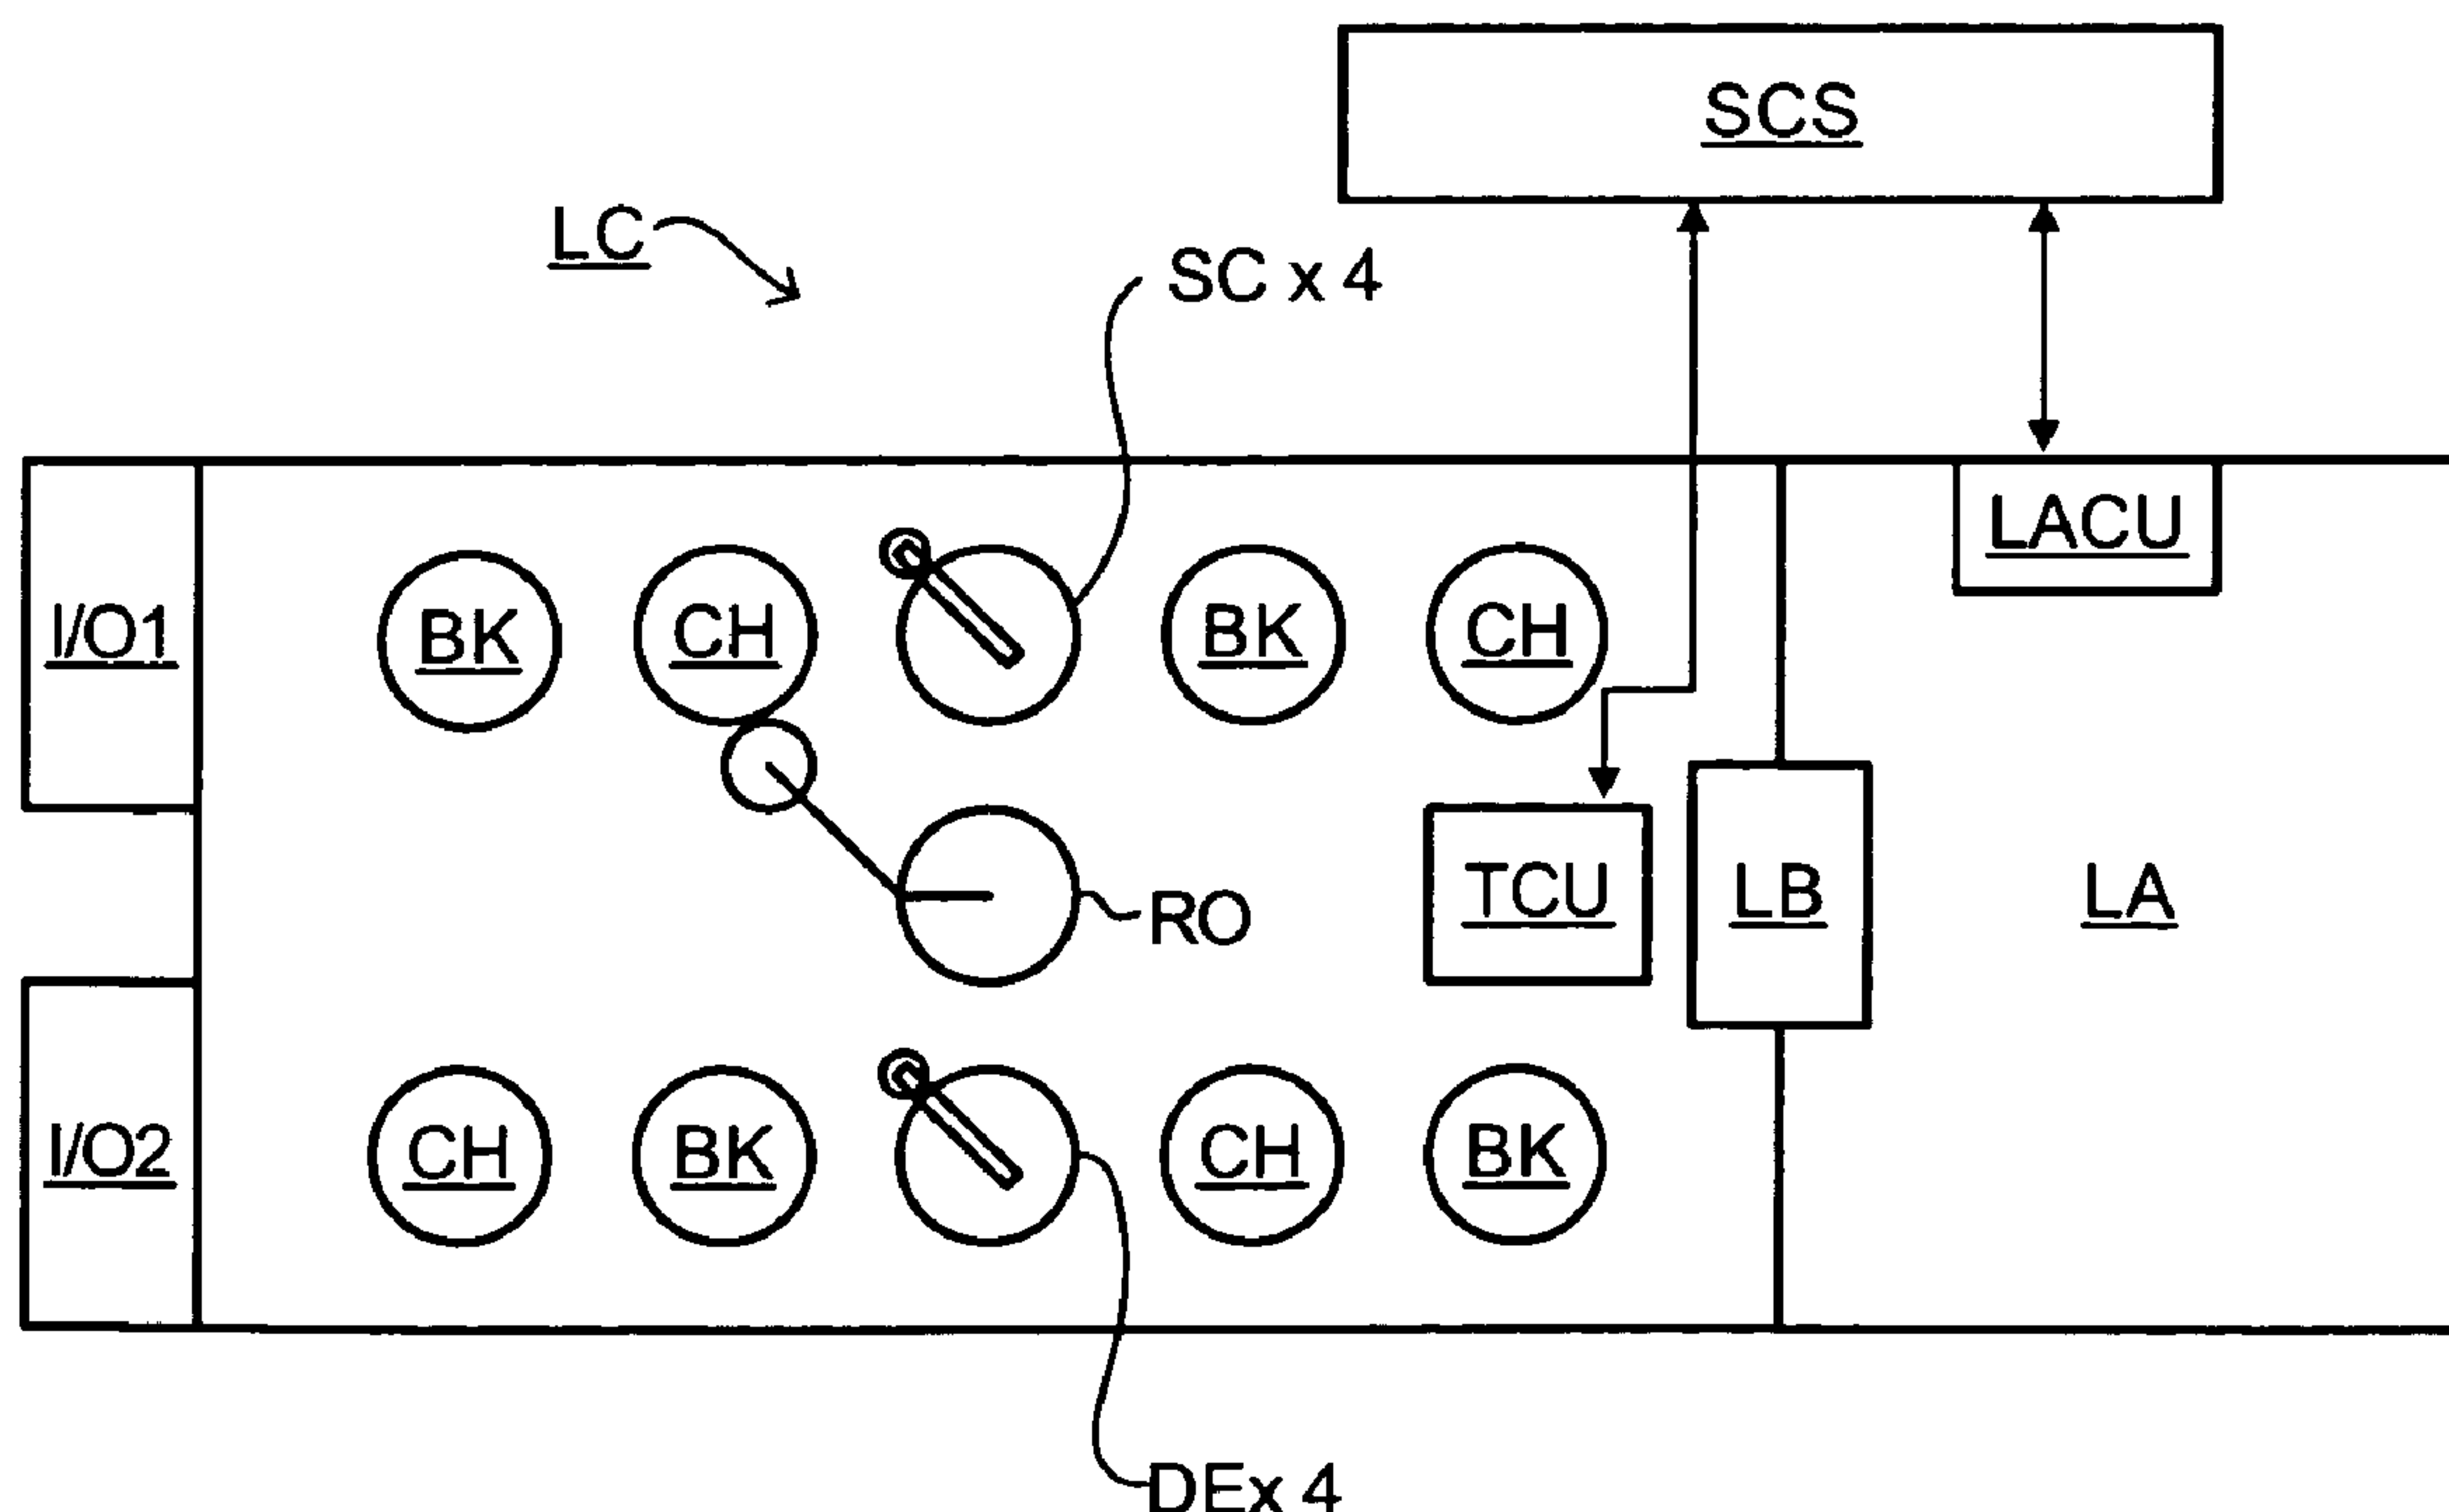 SCS
LC
SC x 4
LACU
I/O1
BK
CH
BK
CH
RO
TCU
LB
LA
I/O2
CH
BK
CH
BK
DEx 4